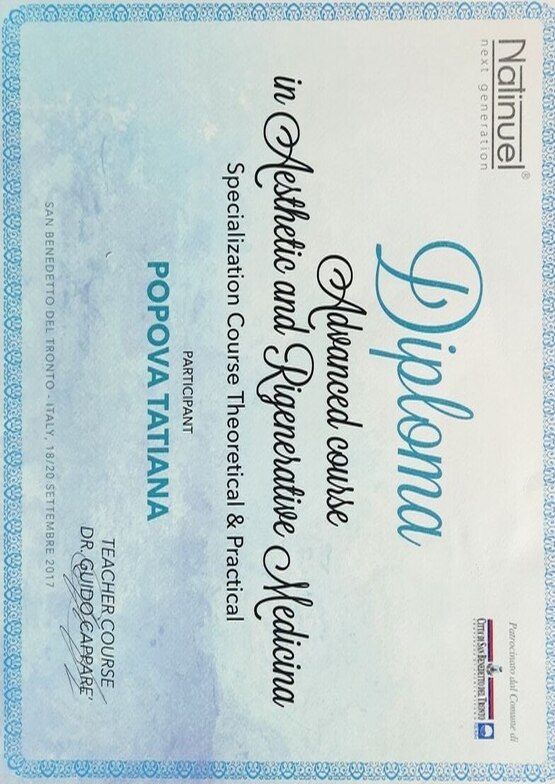 Natinuel®
next generation
Patrocinato dal Comune di
CITTÀ DI SAN BENEDETTO DEL TRONTO
Diploma
Advanced course
in Aesthetic and Rigenerative Medicina
Specialization Course Theoretical & Practical
PARTICIPANT
POPOVA TATIANA
TEACHER COURSE
DR. GUIDO CAPPARE'
SAN BENEDETTO DEL TRONTO - ITALY, 18/20 SETTEMBRE 2017